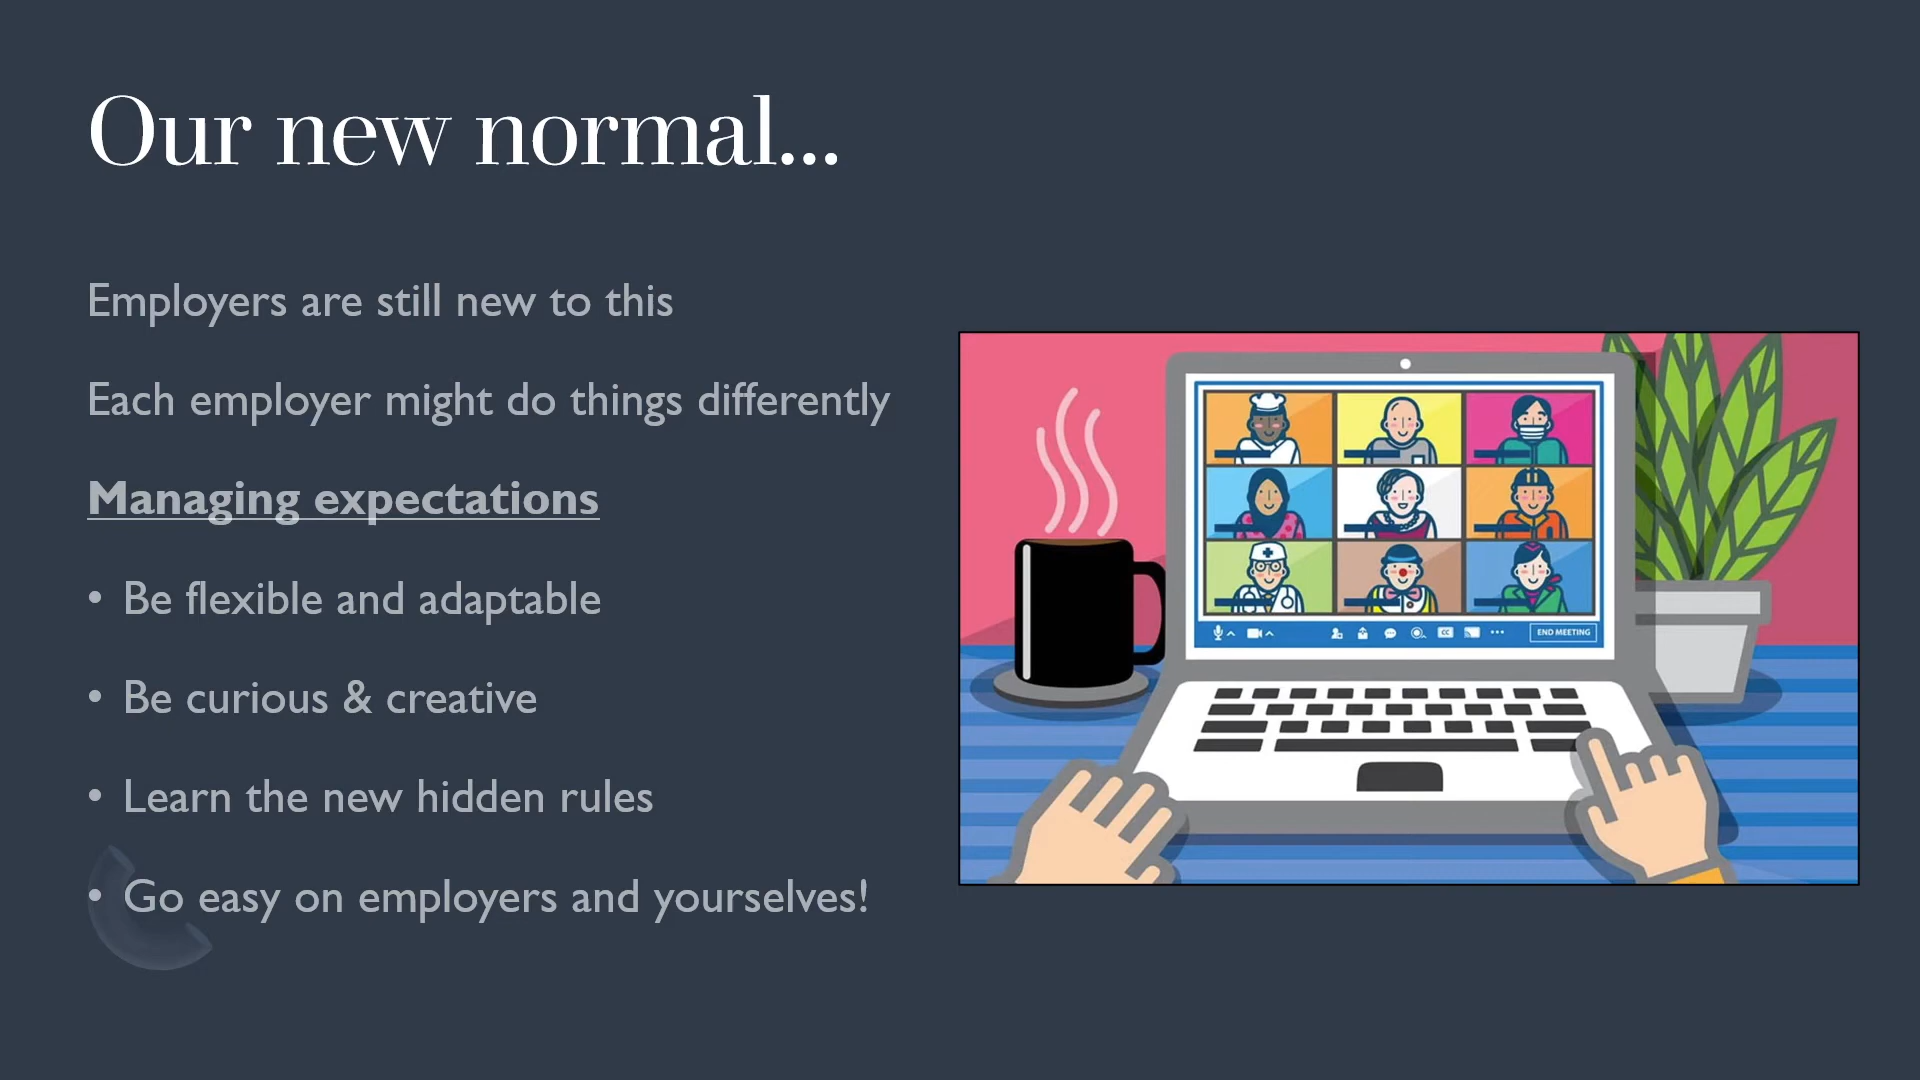 Our new normal...
Employers are still new to this
Each employer might do things differently
Managing expectations
• Be flexible and adaptable
• Be curious & creative
• Learn the new hidden rules
• Go easy on employers and yourselves!
CC
END MEETING